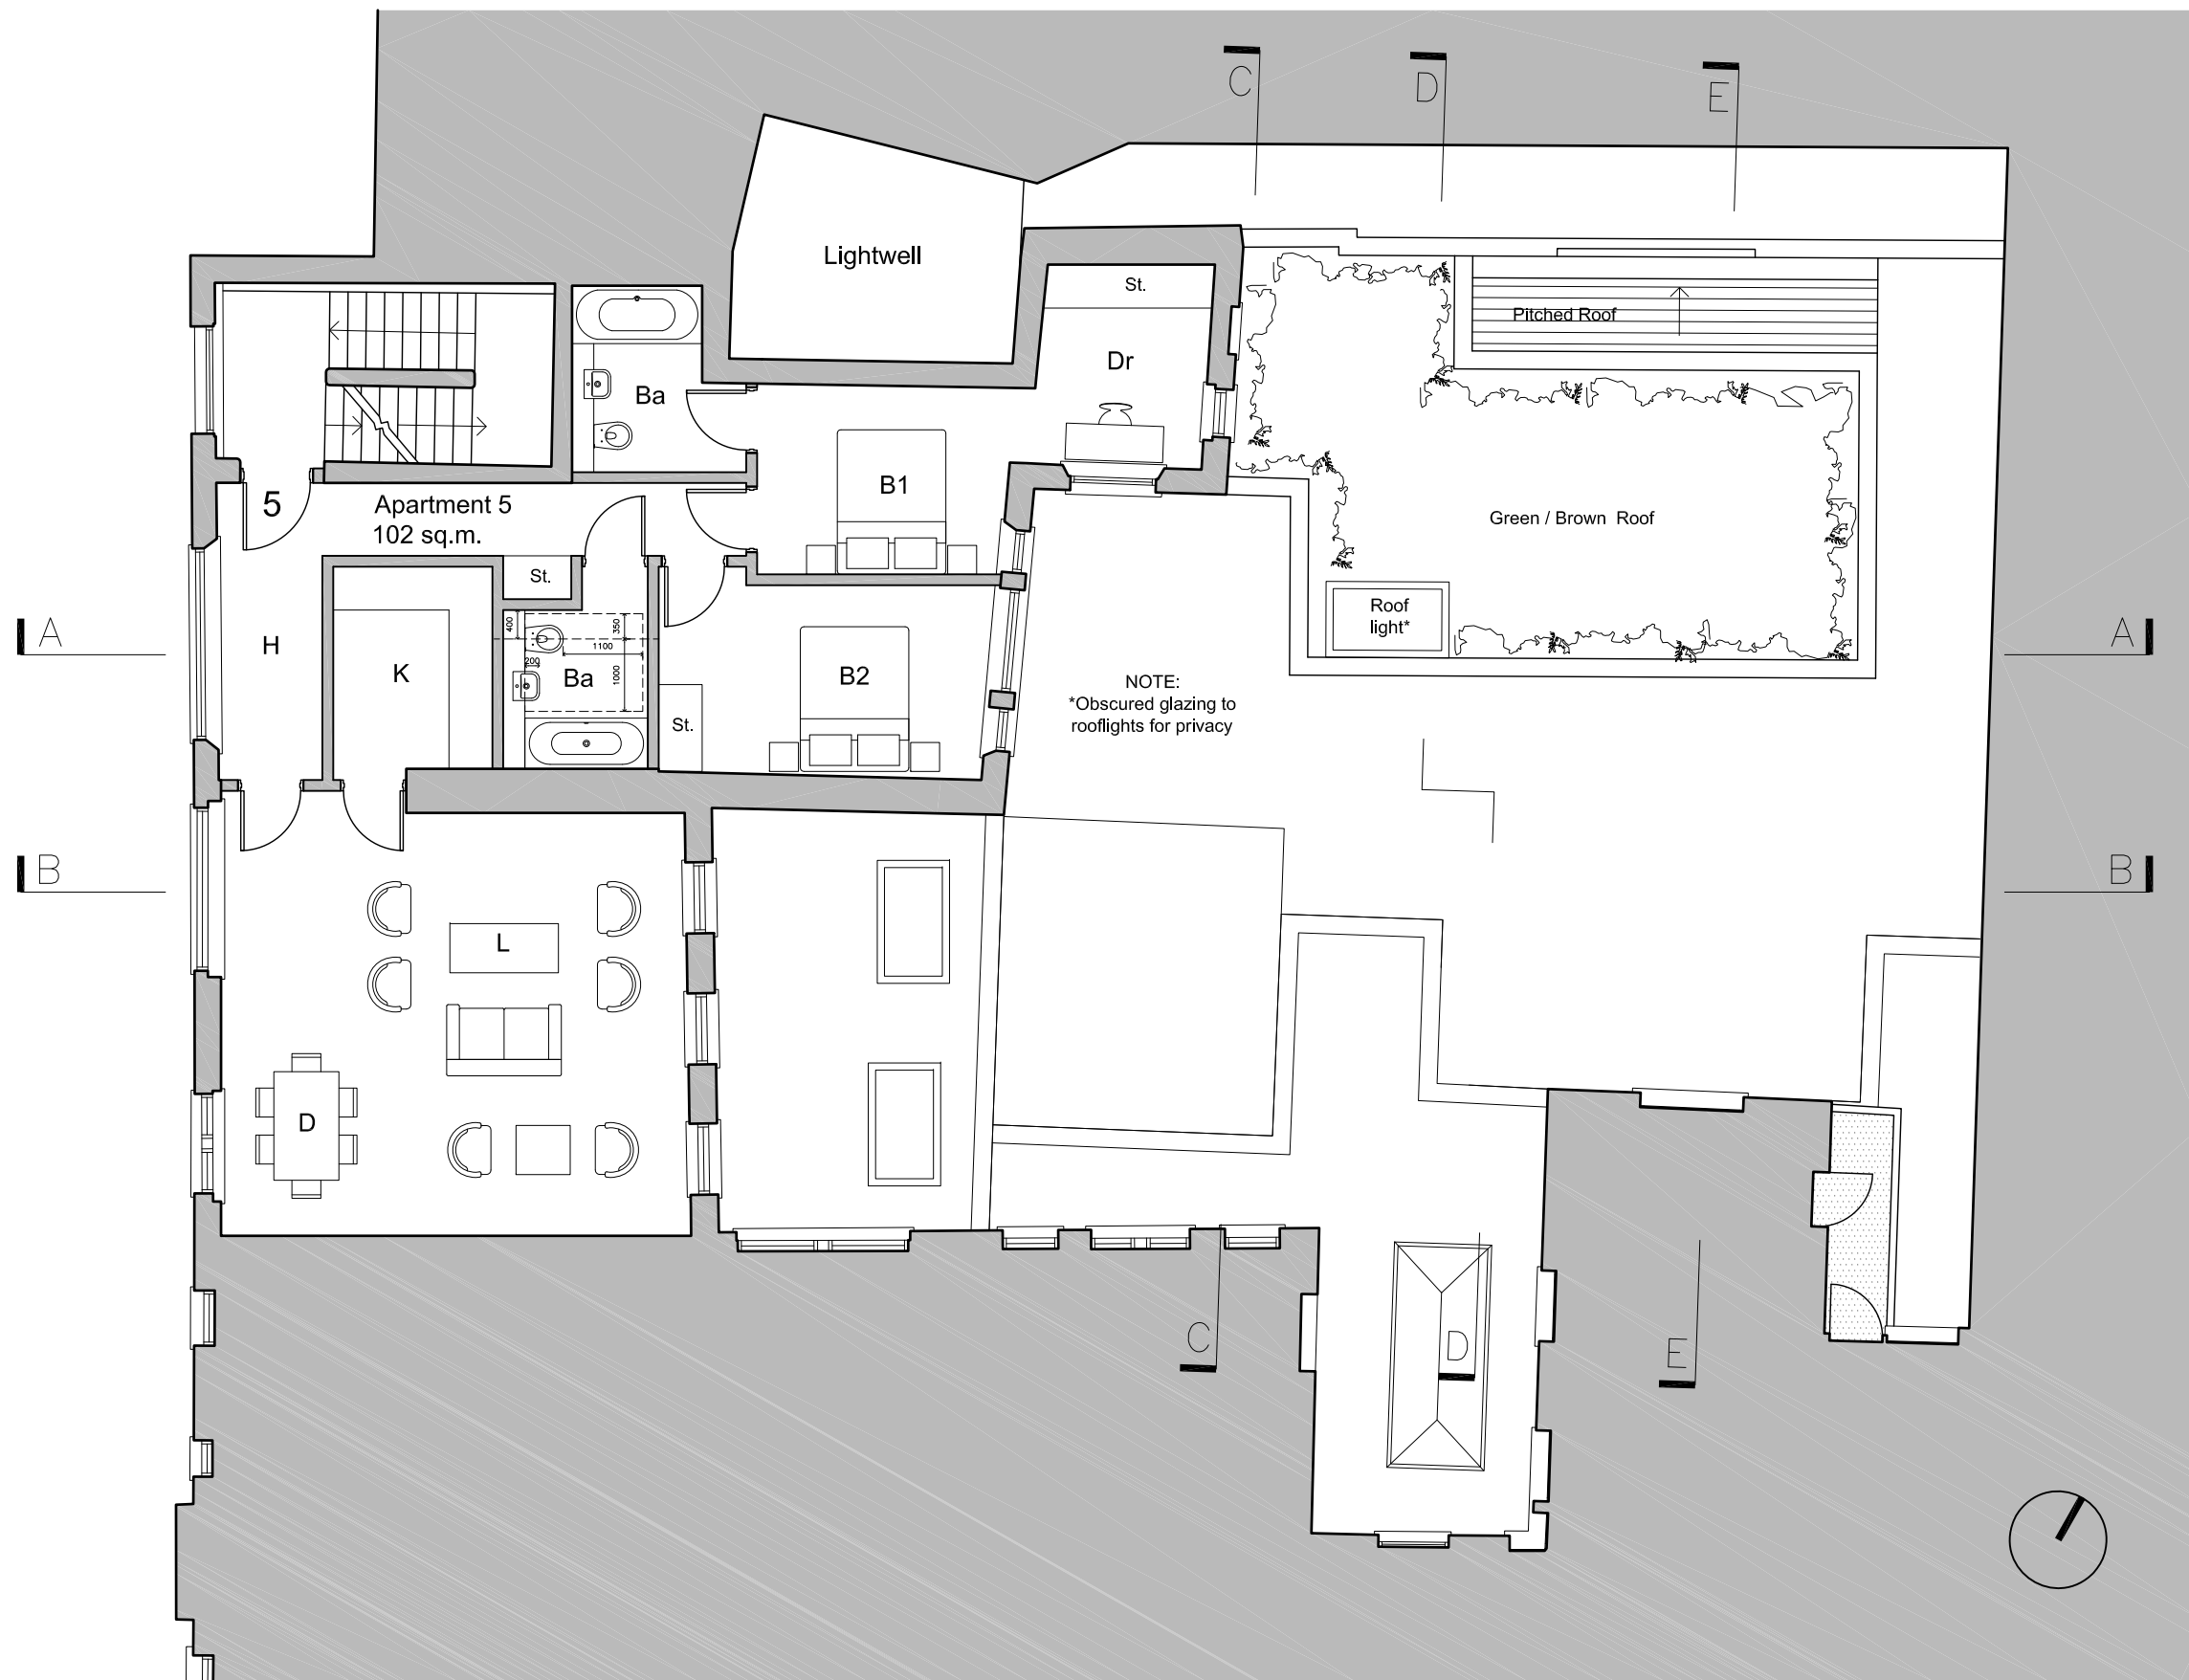 C
D
E
Lightwell
St.
Pitched Roof
Dr
Ba
B1
5
Apartment 5
102 sq.m.
Green / Brown Roof
St.
Roof
light*
400
350
1100
A
A
H
K
200
1000
Ba
B2
NOTE:
*Obscured glazing to
rooflights for privacy
St.
B
B
L
D
C
D
E